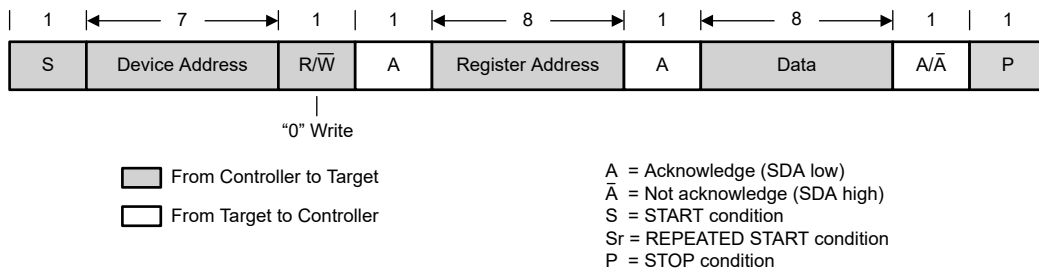 1 7 1 1 8 1 8 1 1
S Device Address R/W̅ A Register Address A Data A/A̅ P
“0” Write
From Controller to Target
From Target to Controller
A = Acknowledge (SDA low)
A̅ = Not acknowledge (SDA high)
S = START condition
Sr = REPEATED START condition
P = STOP condition